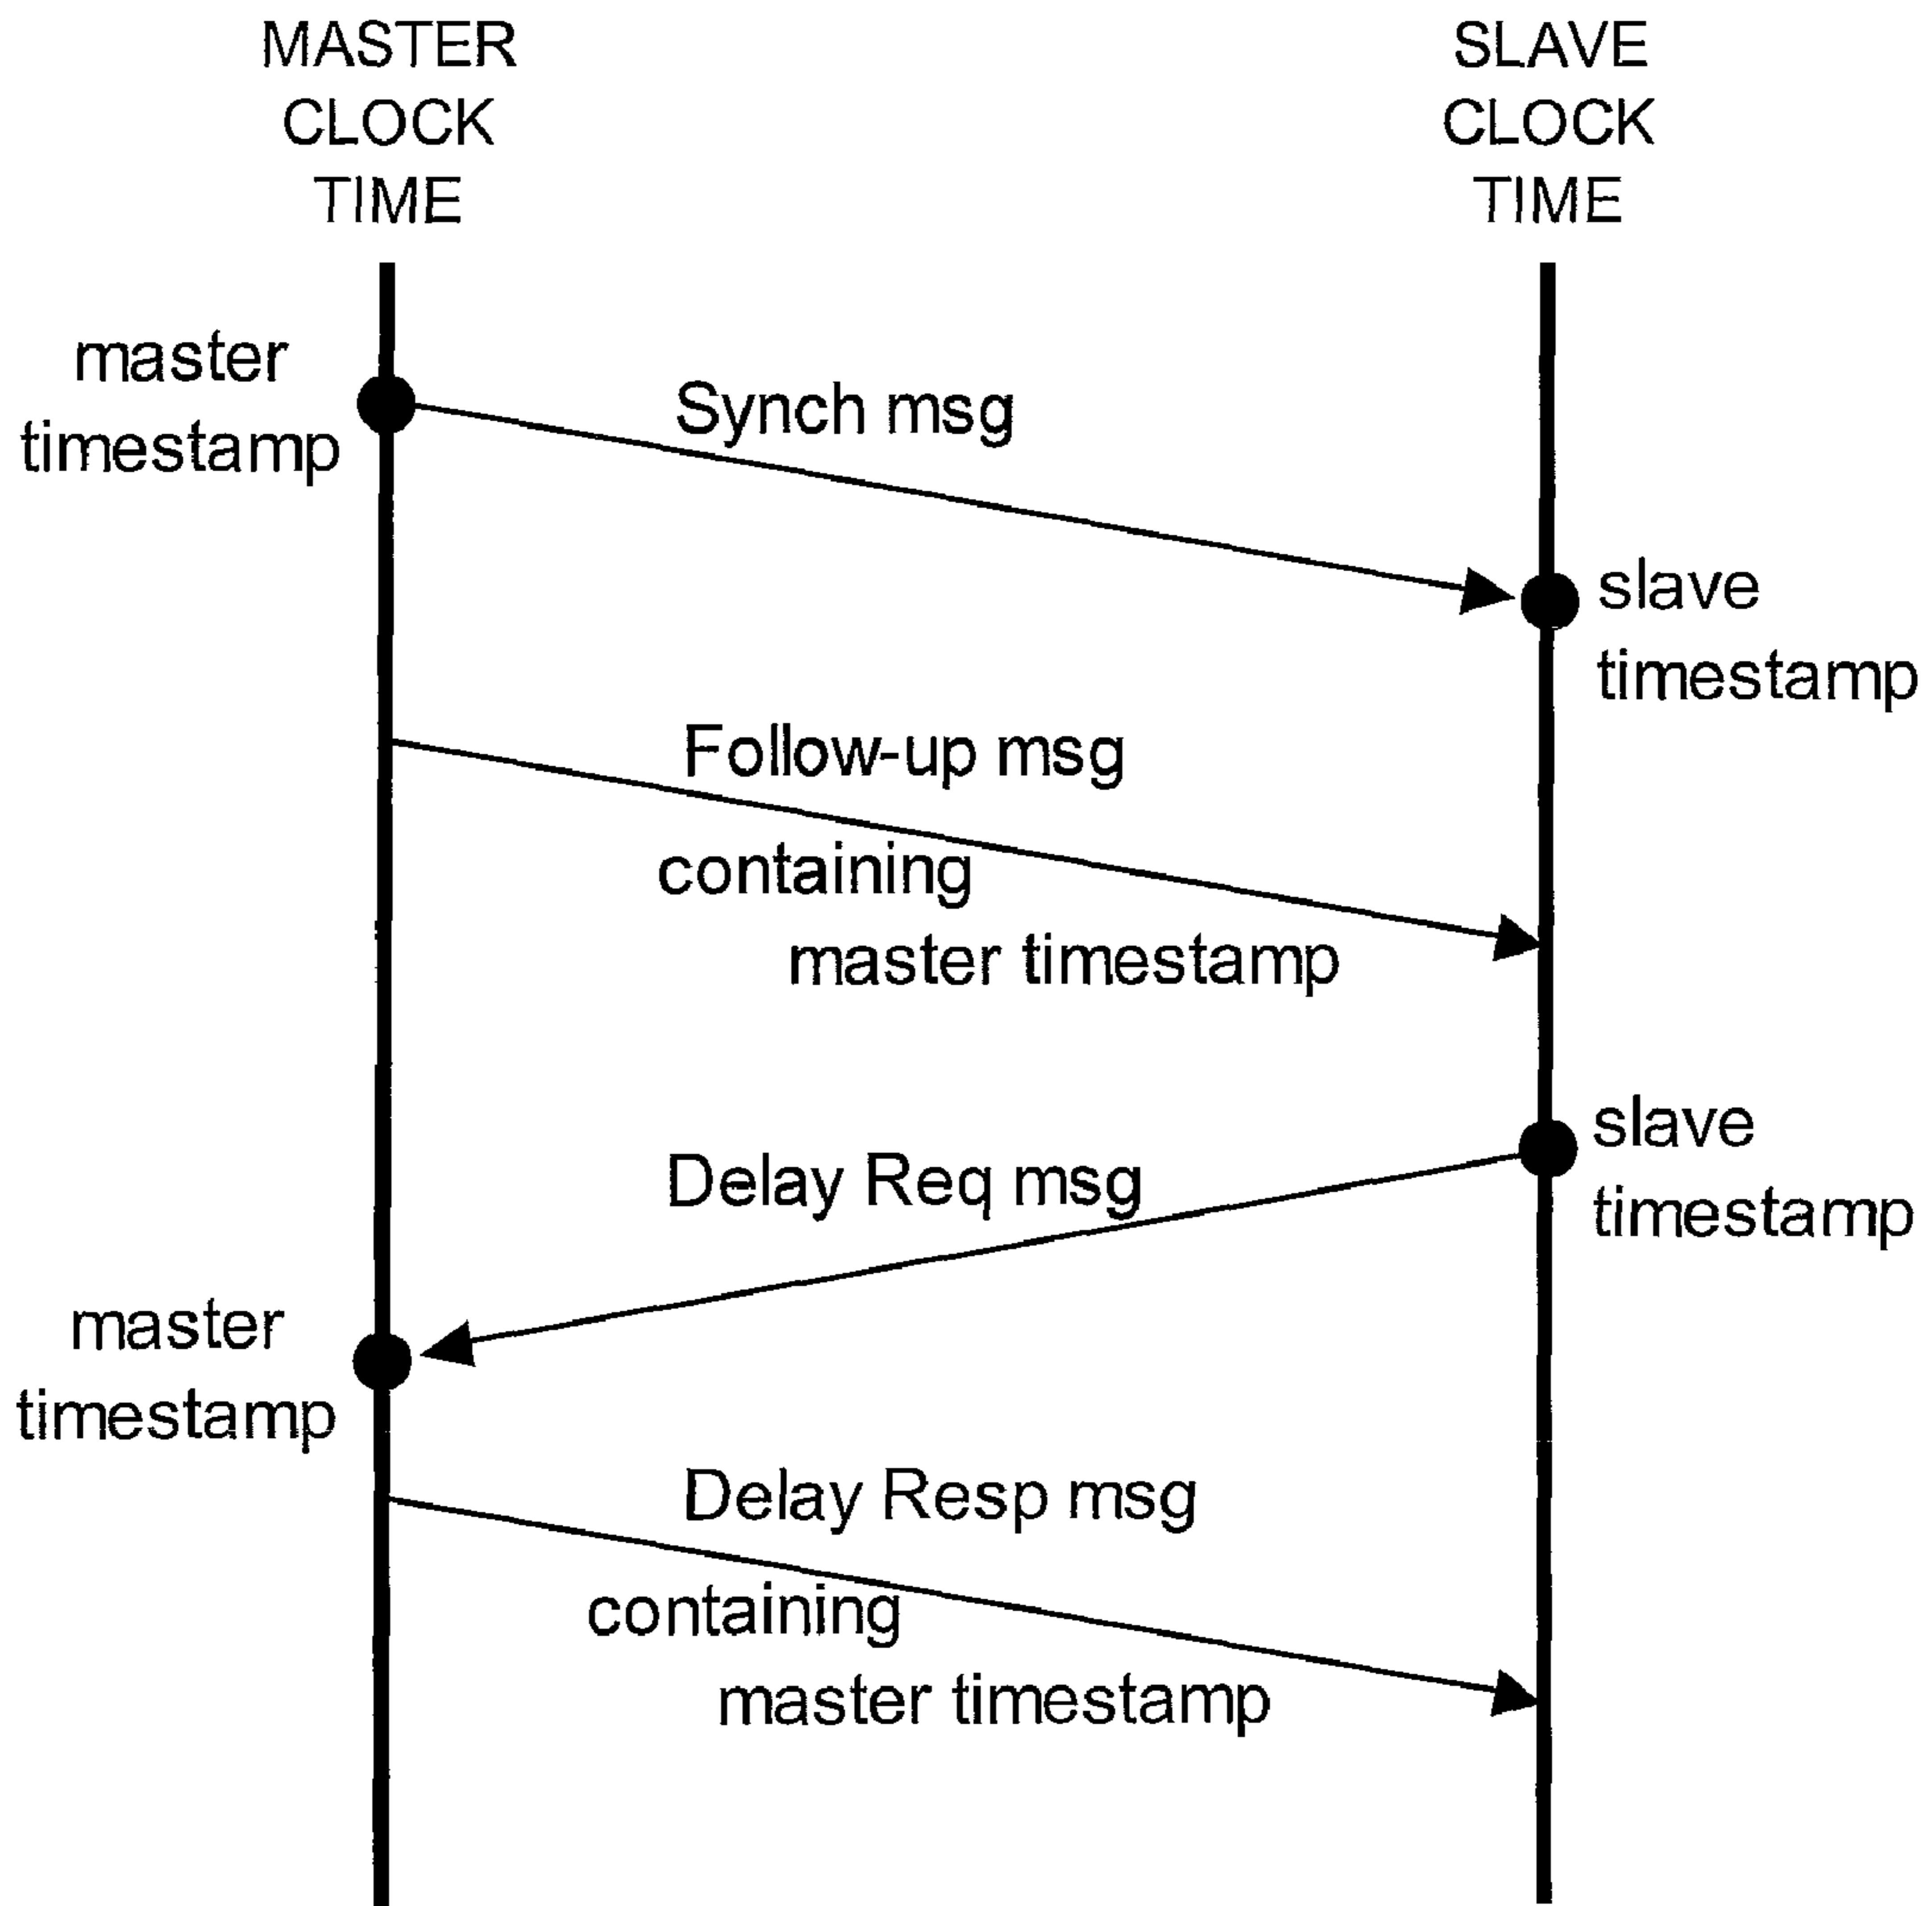 MASTER
CLOCK
TIME
SLAVE
CLOCK
TIME
master
timestamp
Synch msg
slave
timestamp
Follow-up msg
containing
master timestamp
slave
timestamp
Delay Req msg
master
timestamp
Delay Resp msg
containing
master timestamp